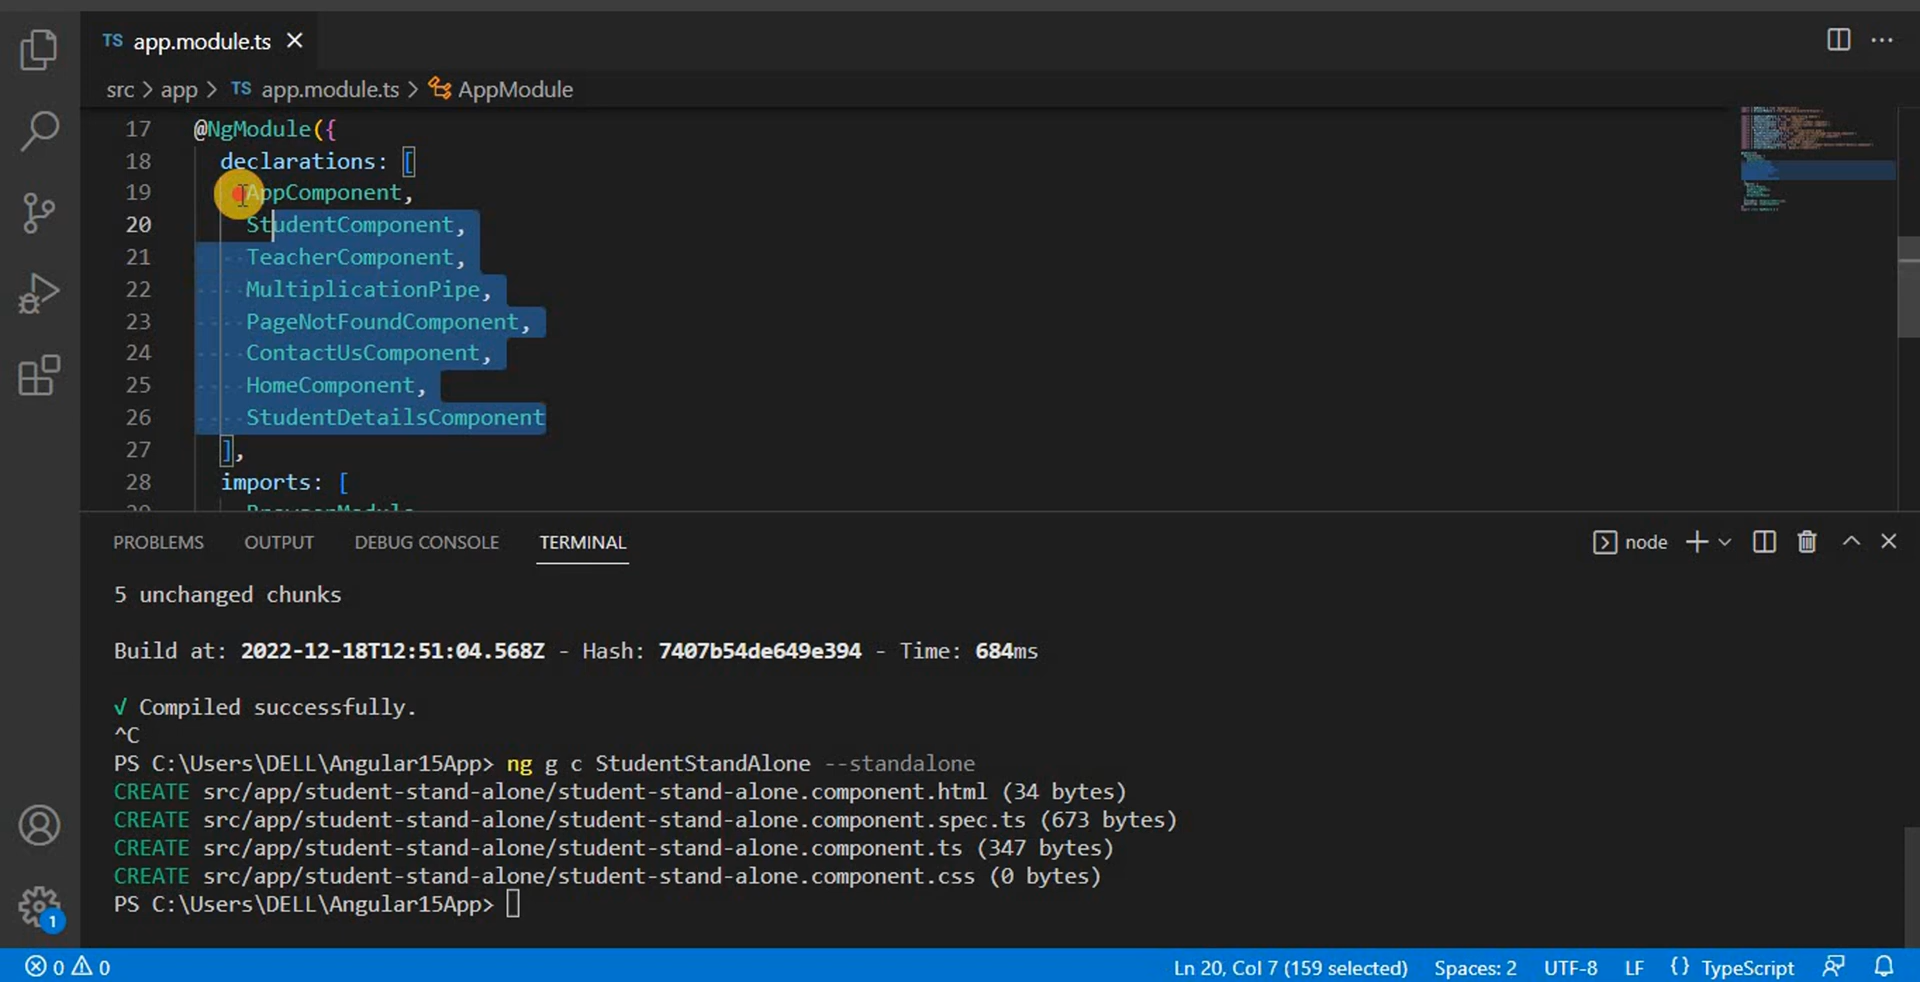 TS app.module.ts
src > app > TS app.module.ts > AppModule
17 @NgModule({
18 declarations: [
19 AppComponent,
20 StudentComponent,
21 TeacherComponent,
22 MultiplicationPipe,
23 PageNotFoundComponent,
24 ContactUsComponent,
25 HomeComponent,
26 StudentDetailsComponent
27 ],
28 imports: [
29 BrowserModule
PROBLEMS OUTPUT DEBUG CONSOLE TERMINAL node
5 unchanged chunks
Build at: 2022-12-18T12:51:04.568Z - Hash: 7407b54de649e394 - Time: 684ms
√ Compiled successfully.
^C
PS C:\Users\DELL\Angular15App> ng g c StudentStandAlone --standalone
CREATE src/app/student-stand-alone/student-stand-alone.component.html (34 bytes)
CREATE src/app/student-stand-alone/student-stand-alone.component.spec.ts (673 bytes)
CREATE src/app/student-stand-alone/student-stand-alone.component.ts (347 bytes)
CREATE src/app/student-stand-alone/student-stand-alone.component.css (0 bytes)
PS C:\Users\DELL\Angular15App>
1
0 0 Ln 20, Col 7 (159 selected) Spaces: 2 UTF-8 LF {} TypeScript